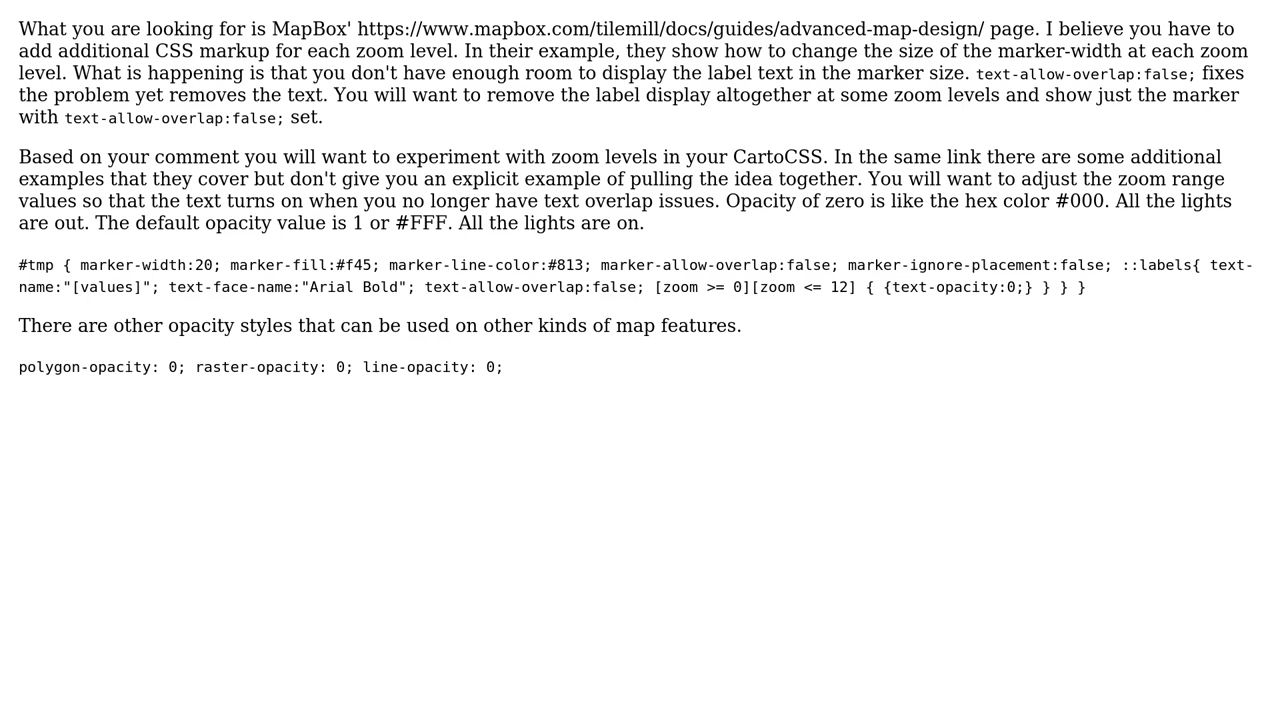 What you are looking for is MapBox' https://www.mapbox.com/tilemill/docs/guides/advanced-map-design/ page. I believe you have to
add additional CSS markup for each zoom level. In their example, they show how to change the size of the marker-width at each zoom
level. What is happening is that you don't have enough room to display the label text in the marker size. text-allow-overlap:false; fixes
the problem yet removes the text. You will want to remove the label display altogether at some zoom levels and show just the marker
with text-allow-overlap:false; set.
Based on your comment you will want to experiment with zoom levels in your CartoCSS. In the same link there are some additional
examples that they cover but don't give you an explicit example of pulling the idea together. You will want to adjust the zoom range
values so that the text turns on when you no longer have text overlap issues. Opacity of zero is like the hex color #000. All the lights
are out. The default opacity value is 1 or #FFF. All the lights are on.
#tmp { marker-width:20; marker-fill:#f45; marker-line-color:#813; marker-allow-overlap:false; marker-ignore-placement:false; ::labels{ text-
name:"[values]"; text-face-name:"Arial Bold"; text-allow-overlap:false; [zoom >= 0][zoom <= 12] { {text-opacity:0;} } } }
There are other opacity styles that can be used on other kinds of map features.
polygon-opacity: 0; raster-opacity: 0; line-opacity: 0;